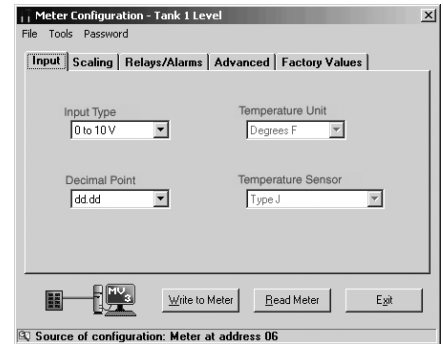 Meter Configuration - Tank 1 Level
File Tools Password
Input Scaling Relays/Alarms Advanced Factory Values
Input Type
Temperature Unit
0 to 10 V
Degrees F
Decimal Point
Temperature Sensor
dd.dd
Type J
MV 3
Write to Meter Read Meter Exit
Source of configuration: Meter at address 06